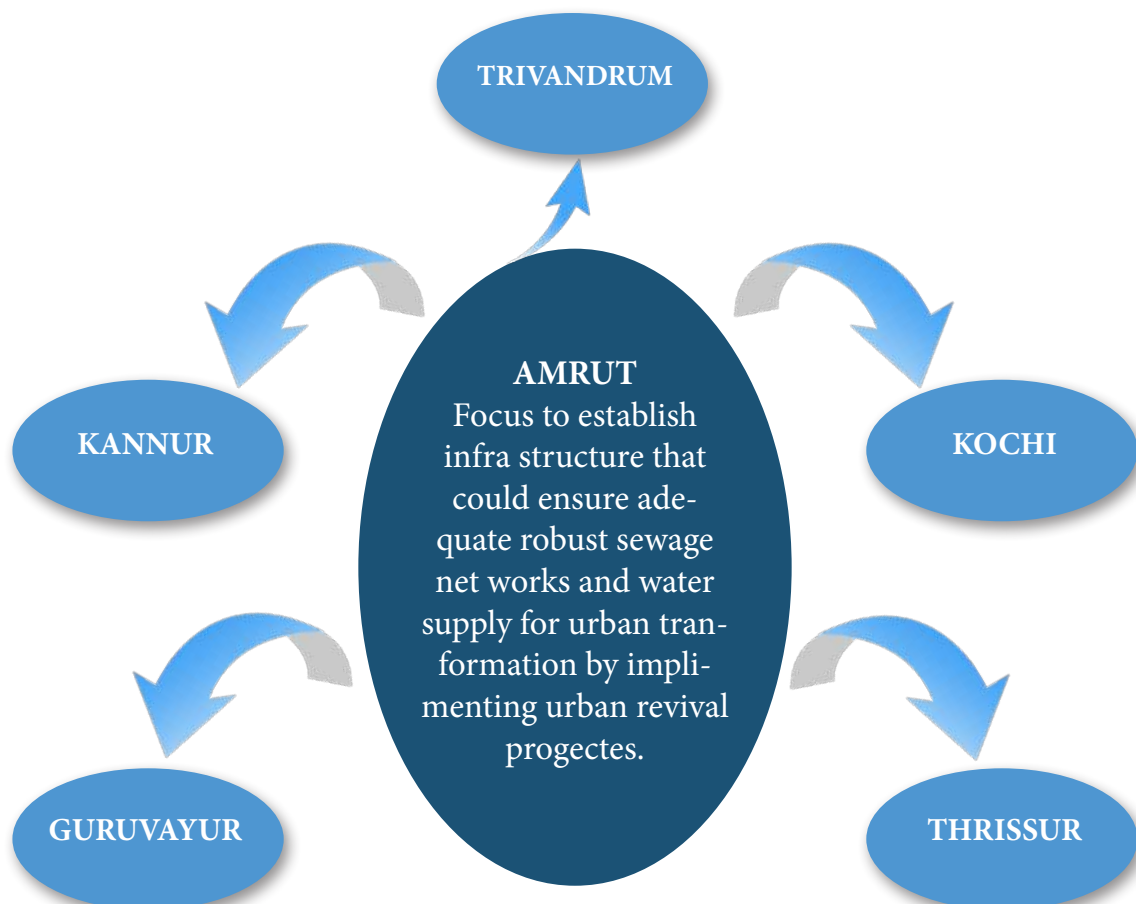 TRIVANDRUM
KANNUR
AMRUT
Focus to establish
infra structure that
could ensure ade-
quate robust sewage
net works and water
supply for urban tran-
formation by impli-
menting urban revival
progectes.
KOCHI
GURUVAYUR
THRISSUR